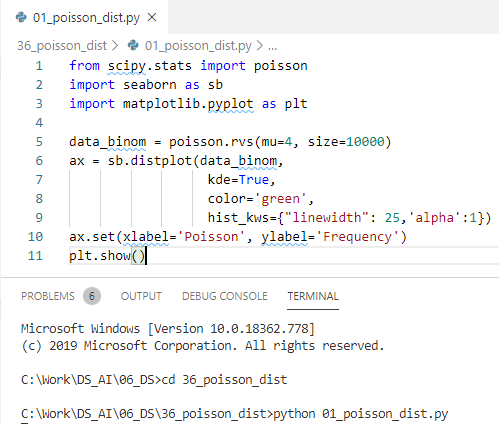 01_poisson_dist.py ×
36_poisson_dist > 01_poisson_dist.py > ...
1 from scipy.stats import poisson
2 import seaborn as sb
3 import matplotlib.pyplot as plt
4
5 data_binom = poisson.rvs(mu=4, size=10000)
6 ax = sb.distplot(data_binom,
7 kde=True,
8 color='green',
9 hist_kws={"linewidth": 25,'alpha':1})
10 ax.set(xlabel='Poisson', ylabel='Frequency')
11 plt.show()
PROBLEMS 6 OUTPUT DEBUG CONSOLE TERMINAL
Microsoft Windows [Version 10.0.18362.778]
(c) 2019 Microsoft Corporation. All rights reserved.
C:\Work\DS_AI\06_DS>cd 36_poisson_dist
C:\Work\DS_AI\06_DS\36_poisson_dist>python 01_poisson_dist.py